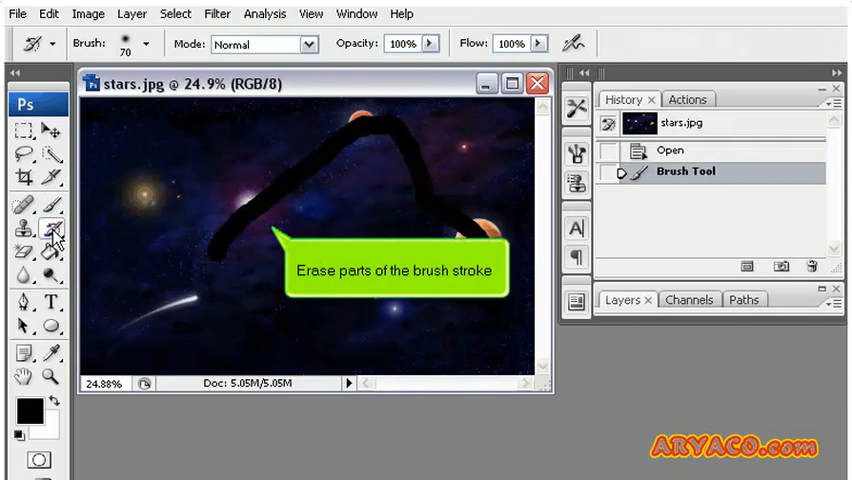 File Edit Image Layer Select Filter Analysis View Window Help
Brush: 70 Mode: Normal Opacity: 100% Flow: 100%
Ps
stars.jpg @ 24.9% (RGB/8)
History Actions
stars.jpg
Open
Brush Tool
Erase parts of the brush stroke
Layers Channels Paths
24.88% Doc: 5.05M/5.05M
ARYACO.com